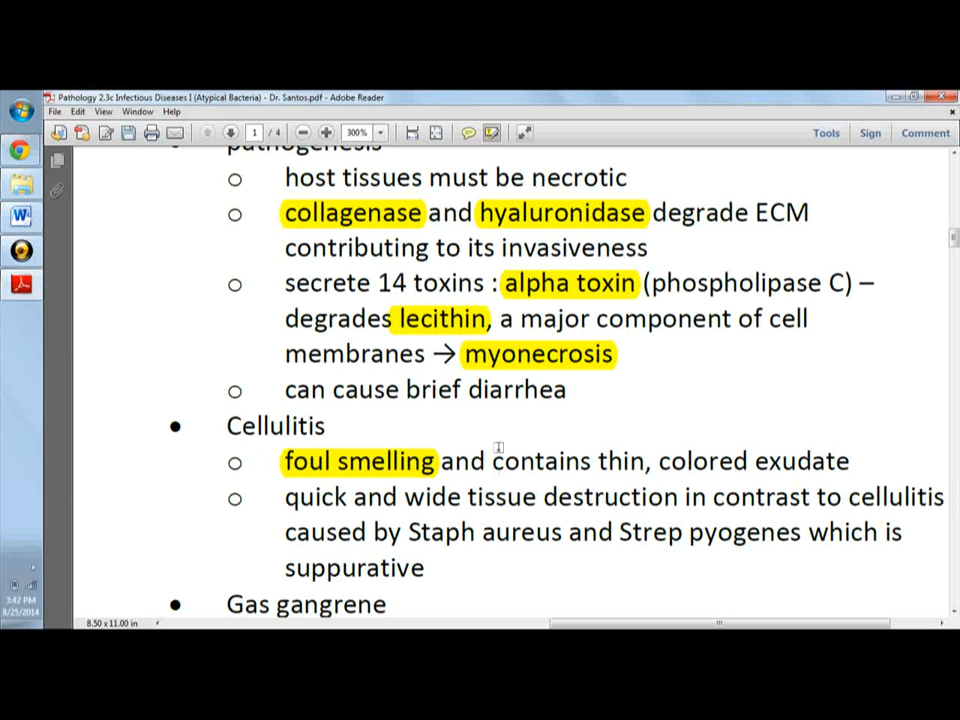 Pathology 2.3c Infectious Diseases I (Atypical Bacteria) - Dr. Santos.pdf - Adobe Reader
File Edit View Window Help
1 / 4 300% Tools Sign Comment
pathogenesis
o host tissues must be necrotic
o collagenase and hyaluronidase degrade ECM
contributing to its invasiveness
o secrete 14 toxins : alpha toxin (phospholipase C) –
degrades lecithin, a major component of cell
membranes → myonecrosis
o can cause brief diarrhea
• Cellulitis
o foul smelling and contains thin, colored exudate
o quick and wide tissue destruction in contrast to cellulitis
caused by Staph aureus and Strep pyogenes which is
suppurative
• Gas gangrene
3:42 PM
8/25/2014
8.50 x 11.00 in